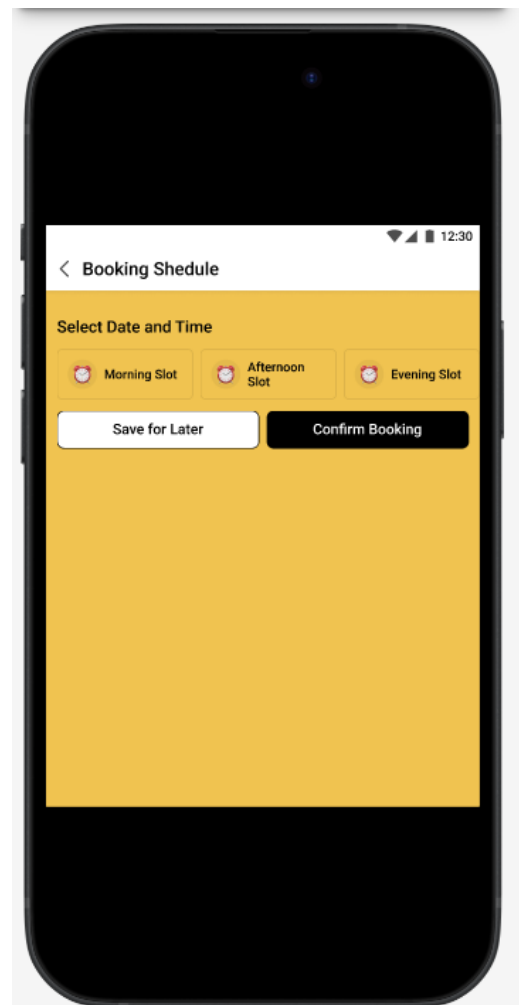 12:30
Booking Shedule
Select Date and Time
Morning Slot
Afternoon
Slot
Evening Slot
Save for Later
Confirm Booking